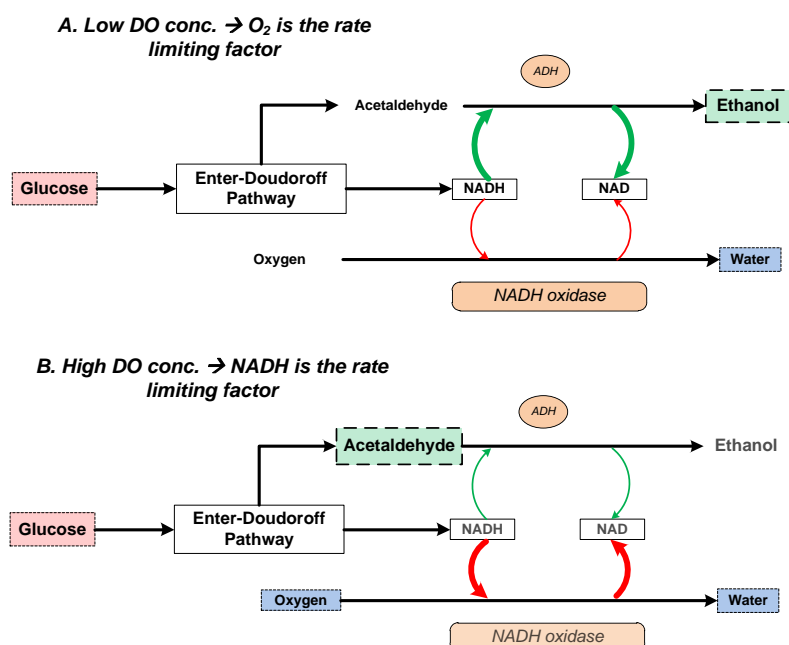 A. Low DO conc. → O₂ is the rate
limiting factor
ADH
Acetaldehyde
Ethanol
Glucose
Enter-Doudoroff
Pathway
NADH
NAD
Oxygen
Water
NADH oxidase
B. High DO conc. → NADH is the rate
limiting factor
ADH
Acetaldehyde
Ethanol
Glucose
Enter-Doudoroff
Pathway
NADH
NAD
Oxygen
Water
NADH oxidase